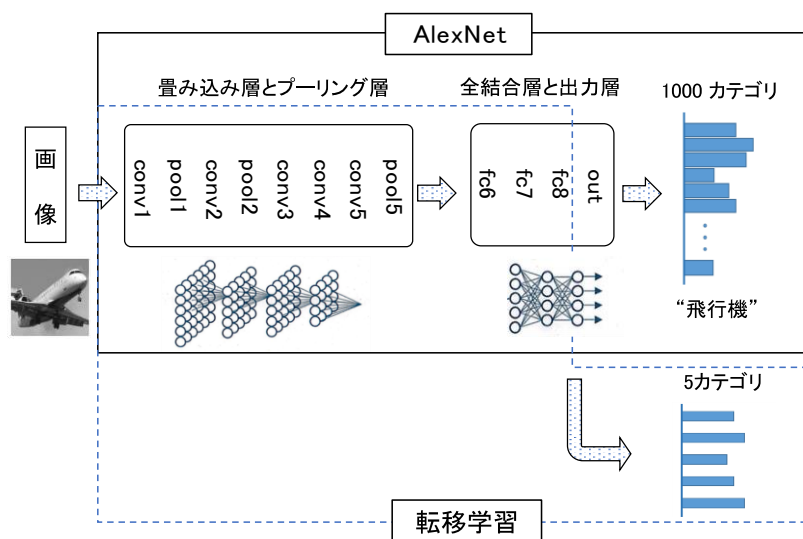 AlexNet
畳み込み層とプーリング層
全結合層と出力層
1000 カテゴリ
画
像
conv1
pool1
conv2
pool2
conv3
conv4
conv5
pool5
fc6
fc7
fc8
out
“飛行機”
5カテゴリ
転移学習